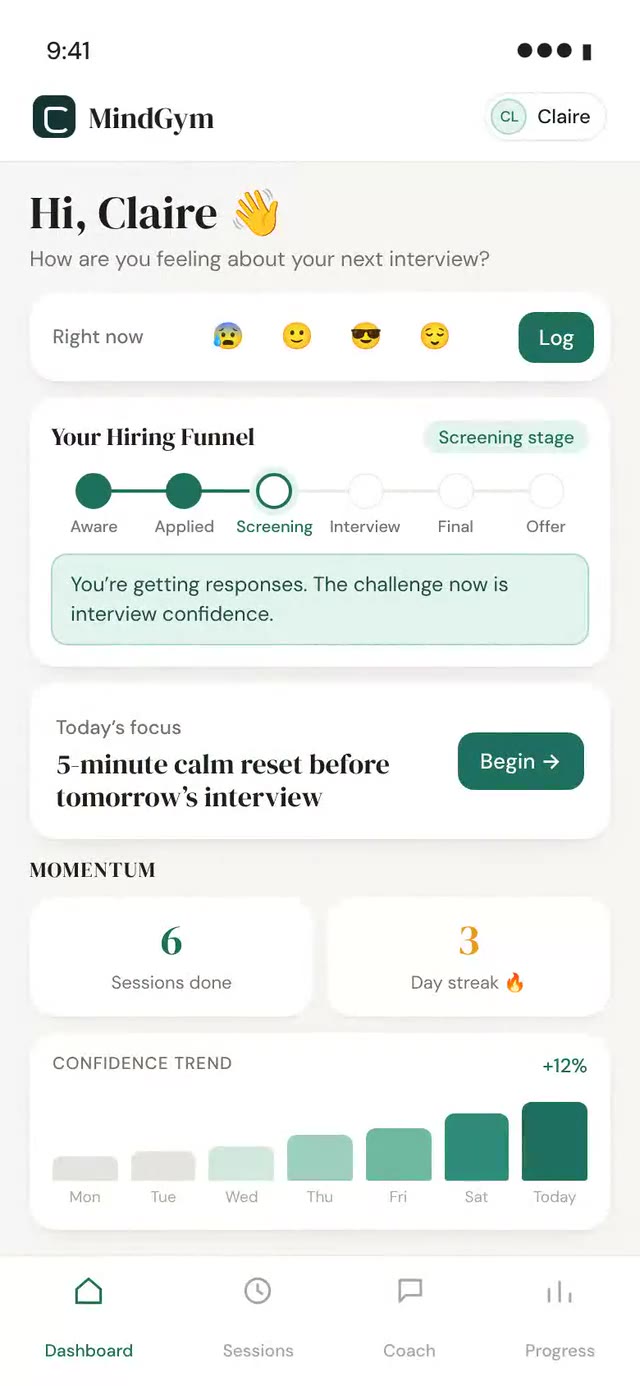 9:41
C MindGym
CL Claire
Hi, Claire 👋
How are you feeling about your next interview?
Right now 😰 🙂 😎 😌 Log
Your Hiring Funnel
Screening stage
Aware Applied Screening Interview Final Offer
You’re getting responses. The challenge now is
interview confidence.
Today’s focus
5-minute calm reset before
tomorrow’s interview
Begin →
MOMENTUM
6
Sessions done
3
Day streak 🔥
CONFIDENCE TREND
+12%
Mon Tue Wed Thu Fri Sat Today
Dashboard Sessions Coach Progress